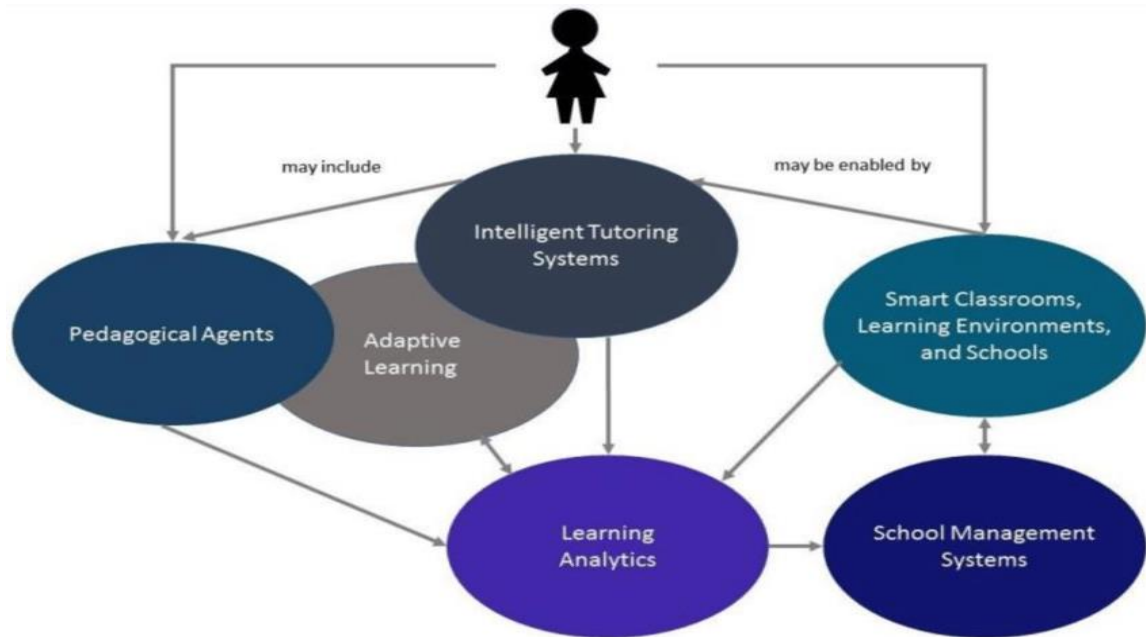 may include
may be enabled by
Intelligent Tutoring
Systems
Pedagogical Agents
Adaptive
Learning
Smart Classrooms,
Learning Environments,
and Schools
Learning
Analytics
School Management
Systems